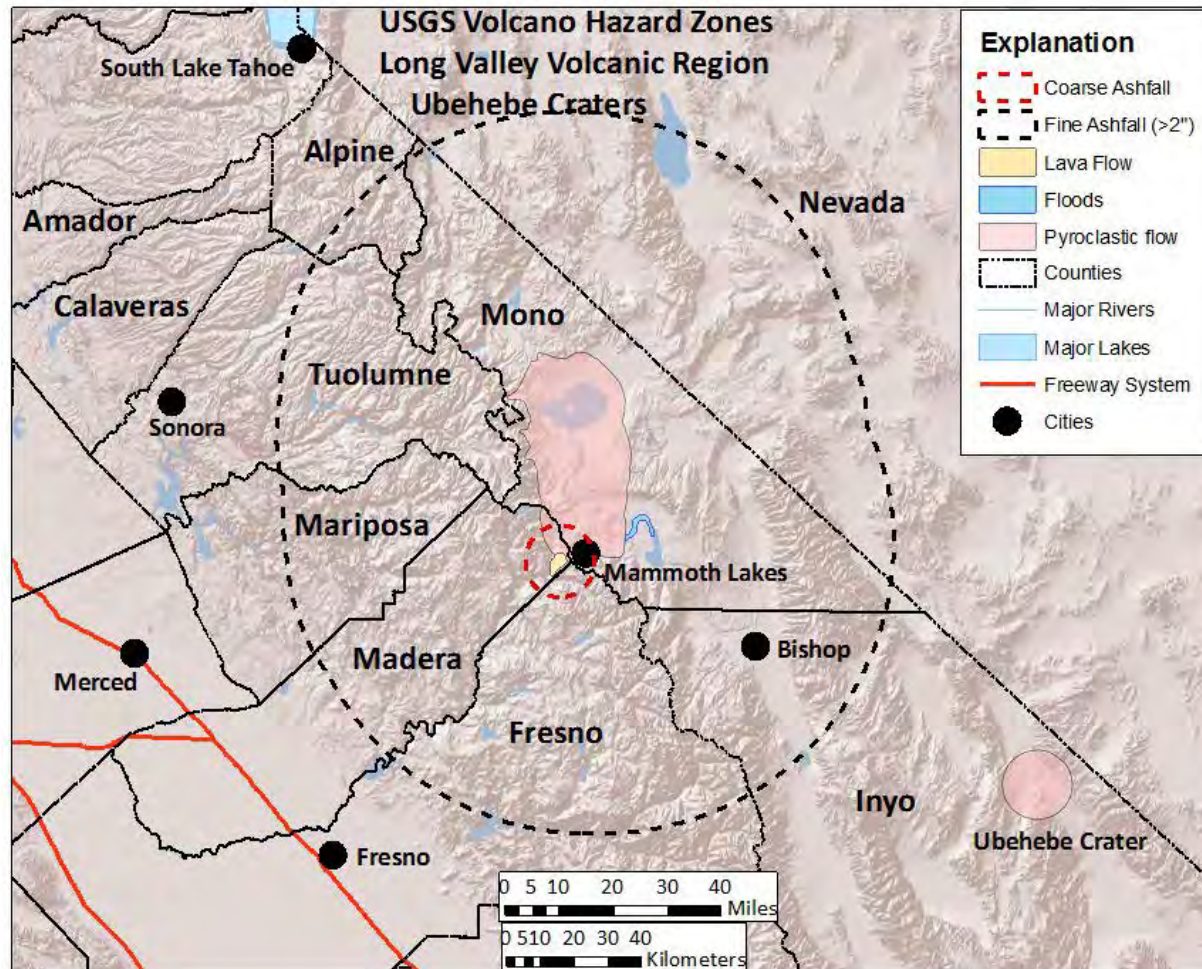 USGS Volcano Hazard Zones
Long Valley Volcanic Region
Ubehebe Craters
South Lake Tahoe
Alpine
Nevada
Amador
Calaveras
Mono
Tuolumne
Sonora
Mariposa
Mammoth Lakes
Madera
Bishop
Merced
Fresno
Inyo
Ubehebe Crater
Fresno
0 5 10 20 30 40
Miles
0 510 20 30 40
Kilometers
Explanation
Coarse Ashfall
Fine Ashfall (>2")
Lava Flow
Floods
Pyroclastic flow
Counties
Major Rivers
Major Lakes
Freeway System
Cities